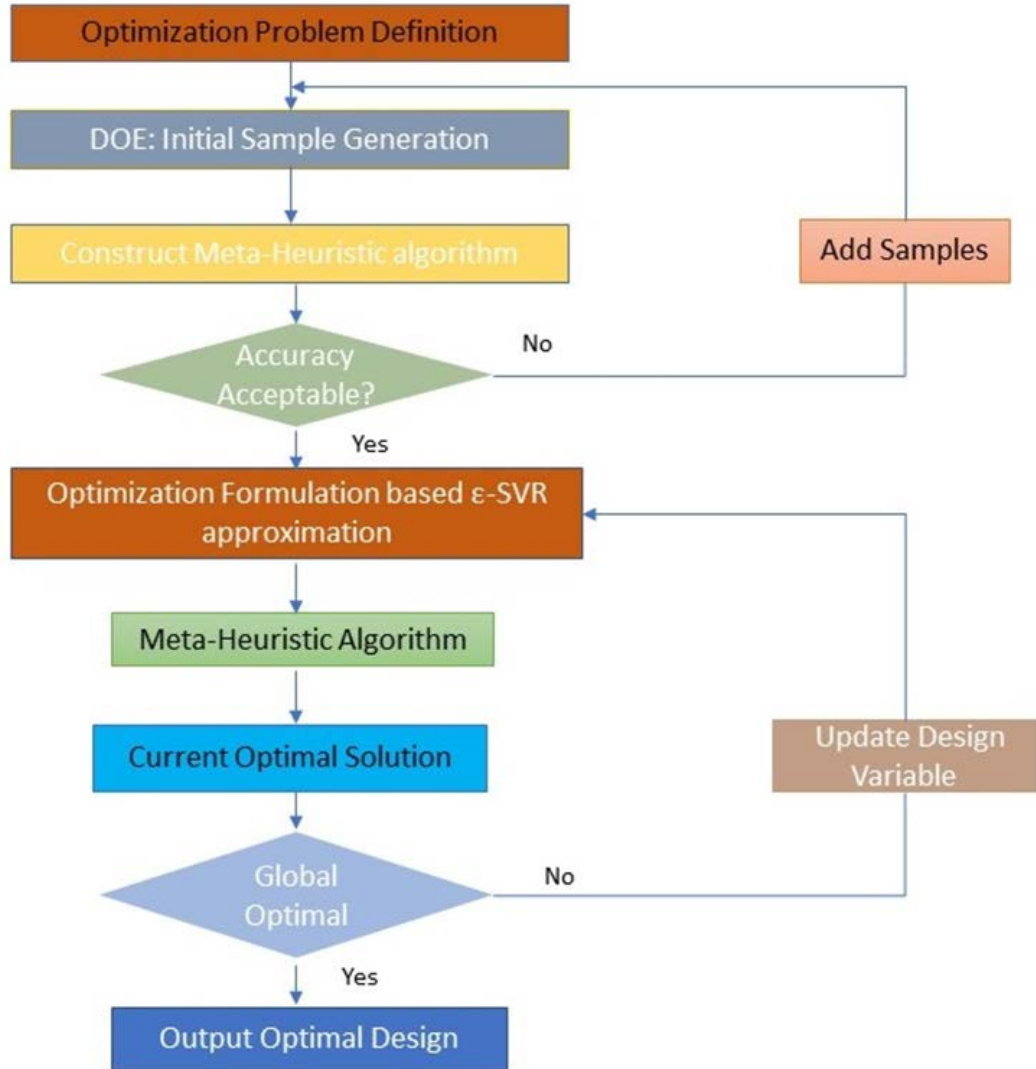 Optimization Problem Definition
DOE: Initial Sample Generation
Construct Meta-Heuristic algorithm
Add Samples
Accuracy
Acceptable?
No
Yes
Optimization Formulation based ε-SVR
approximation
Meta-Heuristic Algorithm
Current Optimal Solution
Update Design
Variable
Global
Optimal
No
Yes
Output Optimal Design